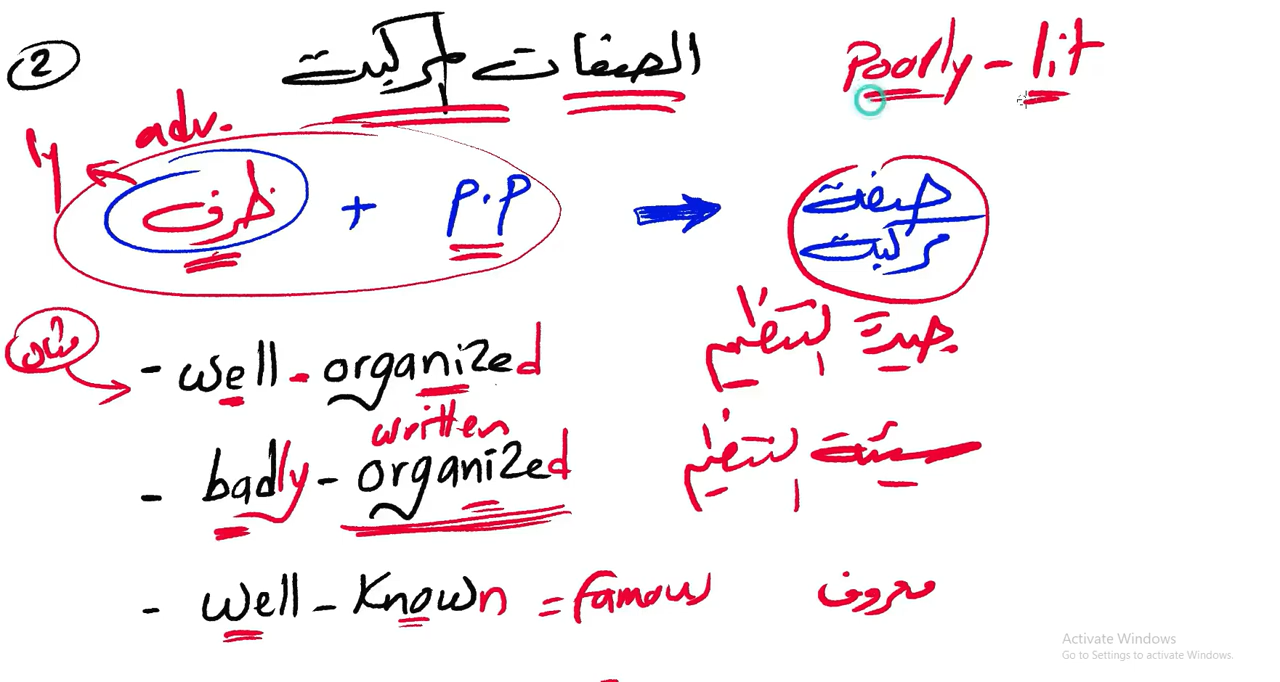 2 الصفات مركبة Poorly - lit
ly adv.
ظرف + p.p صفة مركبة
مثال
- well - organized جيدة التنظيم
written
- badly - organized سيئة التنظيم
- well - known = famous معروف
Activate Windows
Go to Settings to activate Windows.